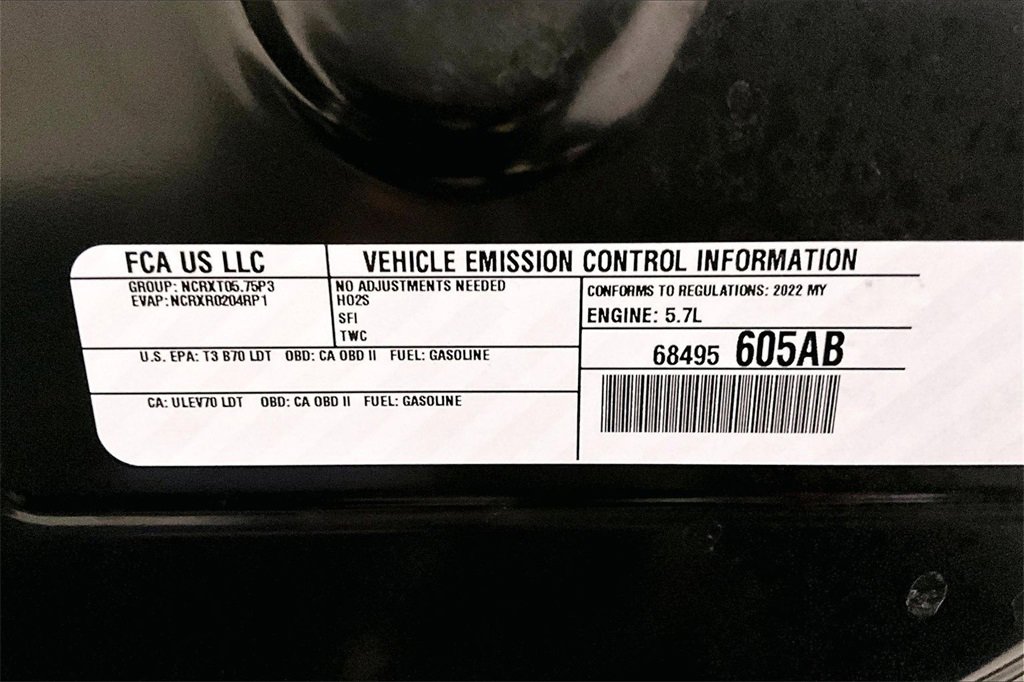 FCA US LLC
VEHICLE EMISSION CONTROL INFORMATION
GROUP: NCRXT05.75P3
EVAP: NCRXR0204RP1
NO ADJUSTMENTS NEEDED
HO2S
SFI
TWC
CONFORMS TO REGULATIONS: 2022 MY
ENGINE: 5.7L
68495 605AB
U.S. EPA: T3 B70 LDT OBD: CA OBD II FUEL: GASOLINE
CA: ULEV70 LDT OBD: CA OBD II FUEL: GASOLINE